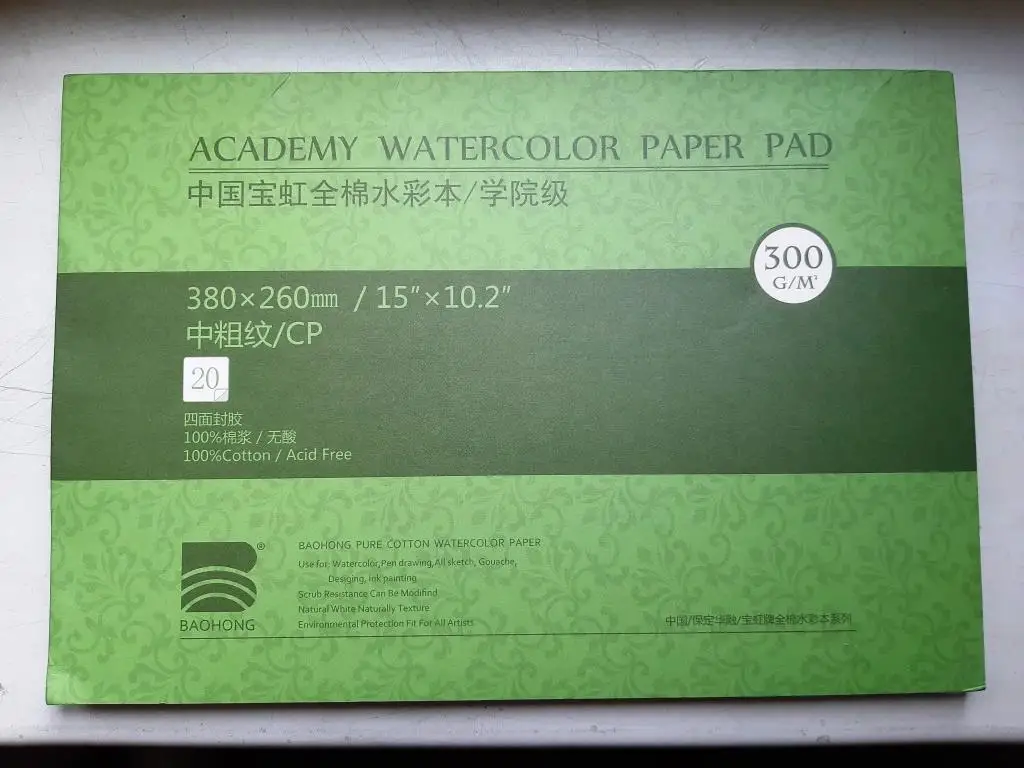 ACADEMY WATERCOLOR PAPER PAD
中国宝虹全棉水彩本/学院级
300
G/M²
380×260mm / 15"×10.2"
中粗纹/CP
20
四面封胶
100%棉浆 / 无酸
100%Cotton / Acid Free
®
BAOHONG
BAOHONG PURE COTTON WATERCOLOR PAPER
Use for: Watercolor,Pen drawing,All sketch, Gouache,
Desiging, Ink painting
Scrub Resistance Can Be Modifind
Natural White Naturally Texture
Environmental Protection Fit For All Artists
中国/保定华融/宝虹牌全棉水彩本系列